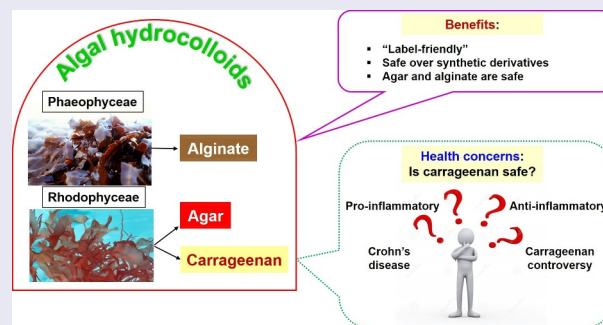 Algal hydrocolloids
Phaeophyceae
Alginate
Rhodophyceae
Agar
Carrageenan
Benefits:
▪ “Label-friendly”
▪ Safe over synthetic derivatives
▪ Agar and alginate are safe
Health concerns:
Is carrageenan safe?
Pro-inflammatory
Anti-inflammatory
Crohn's
disease
Carrageenan
controversy